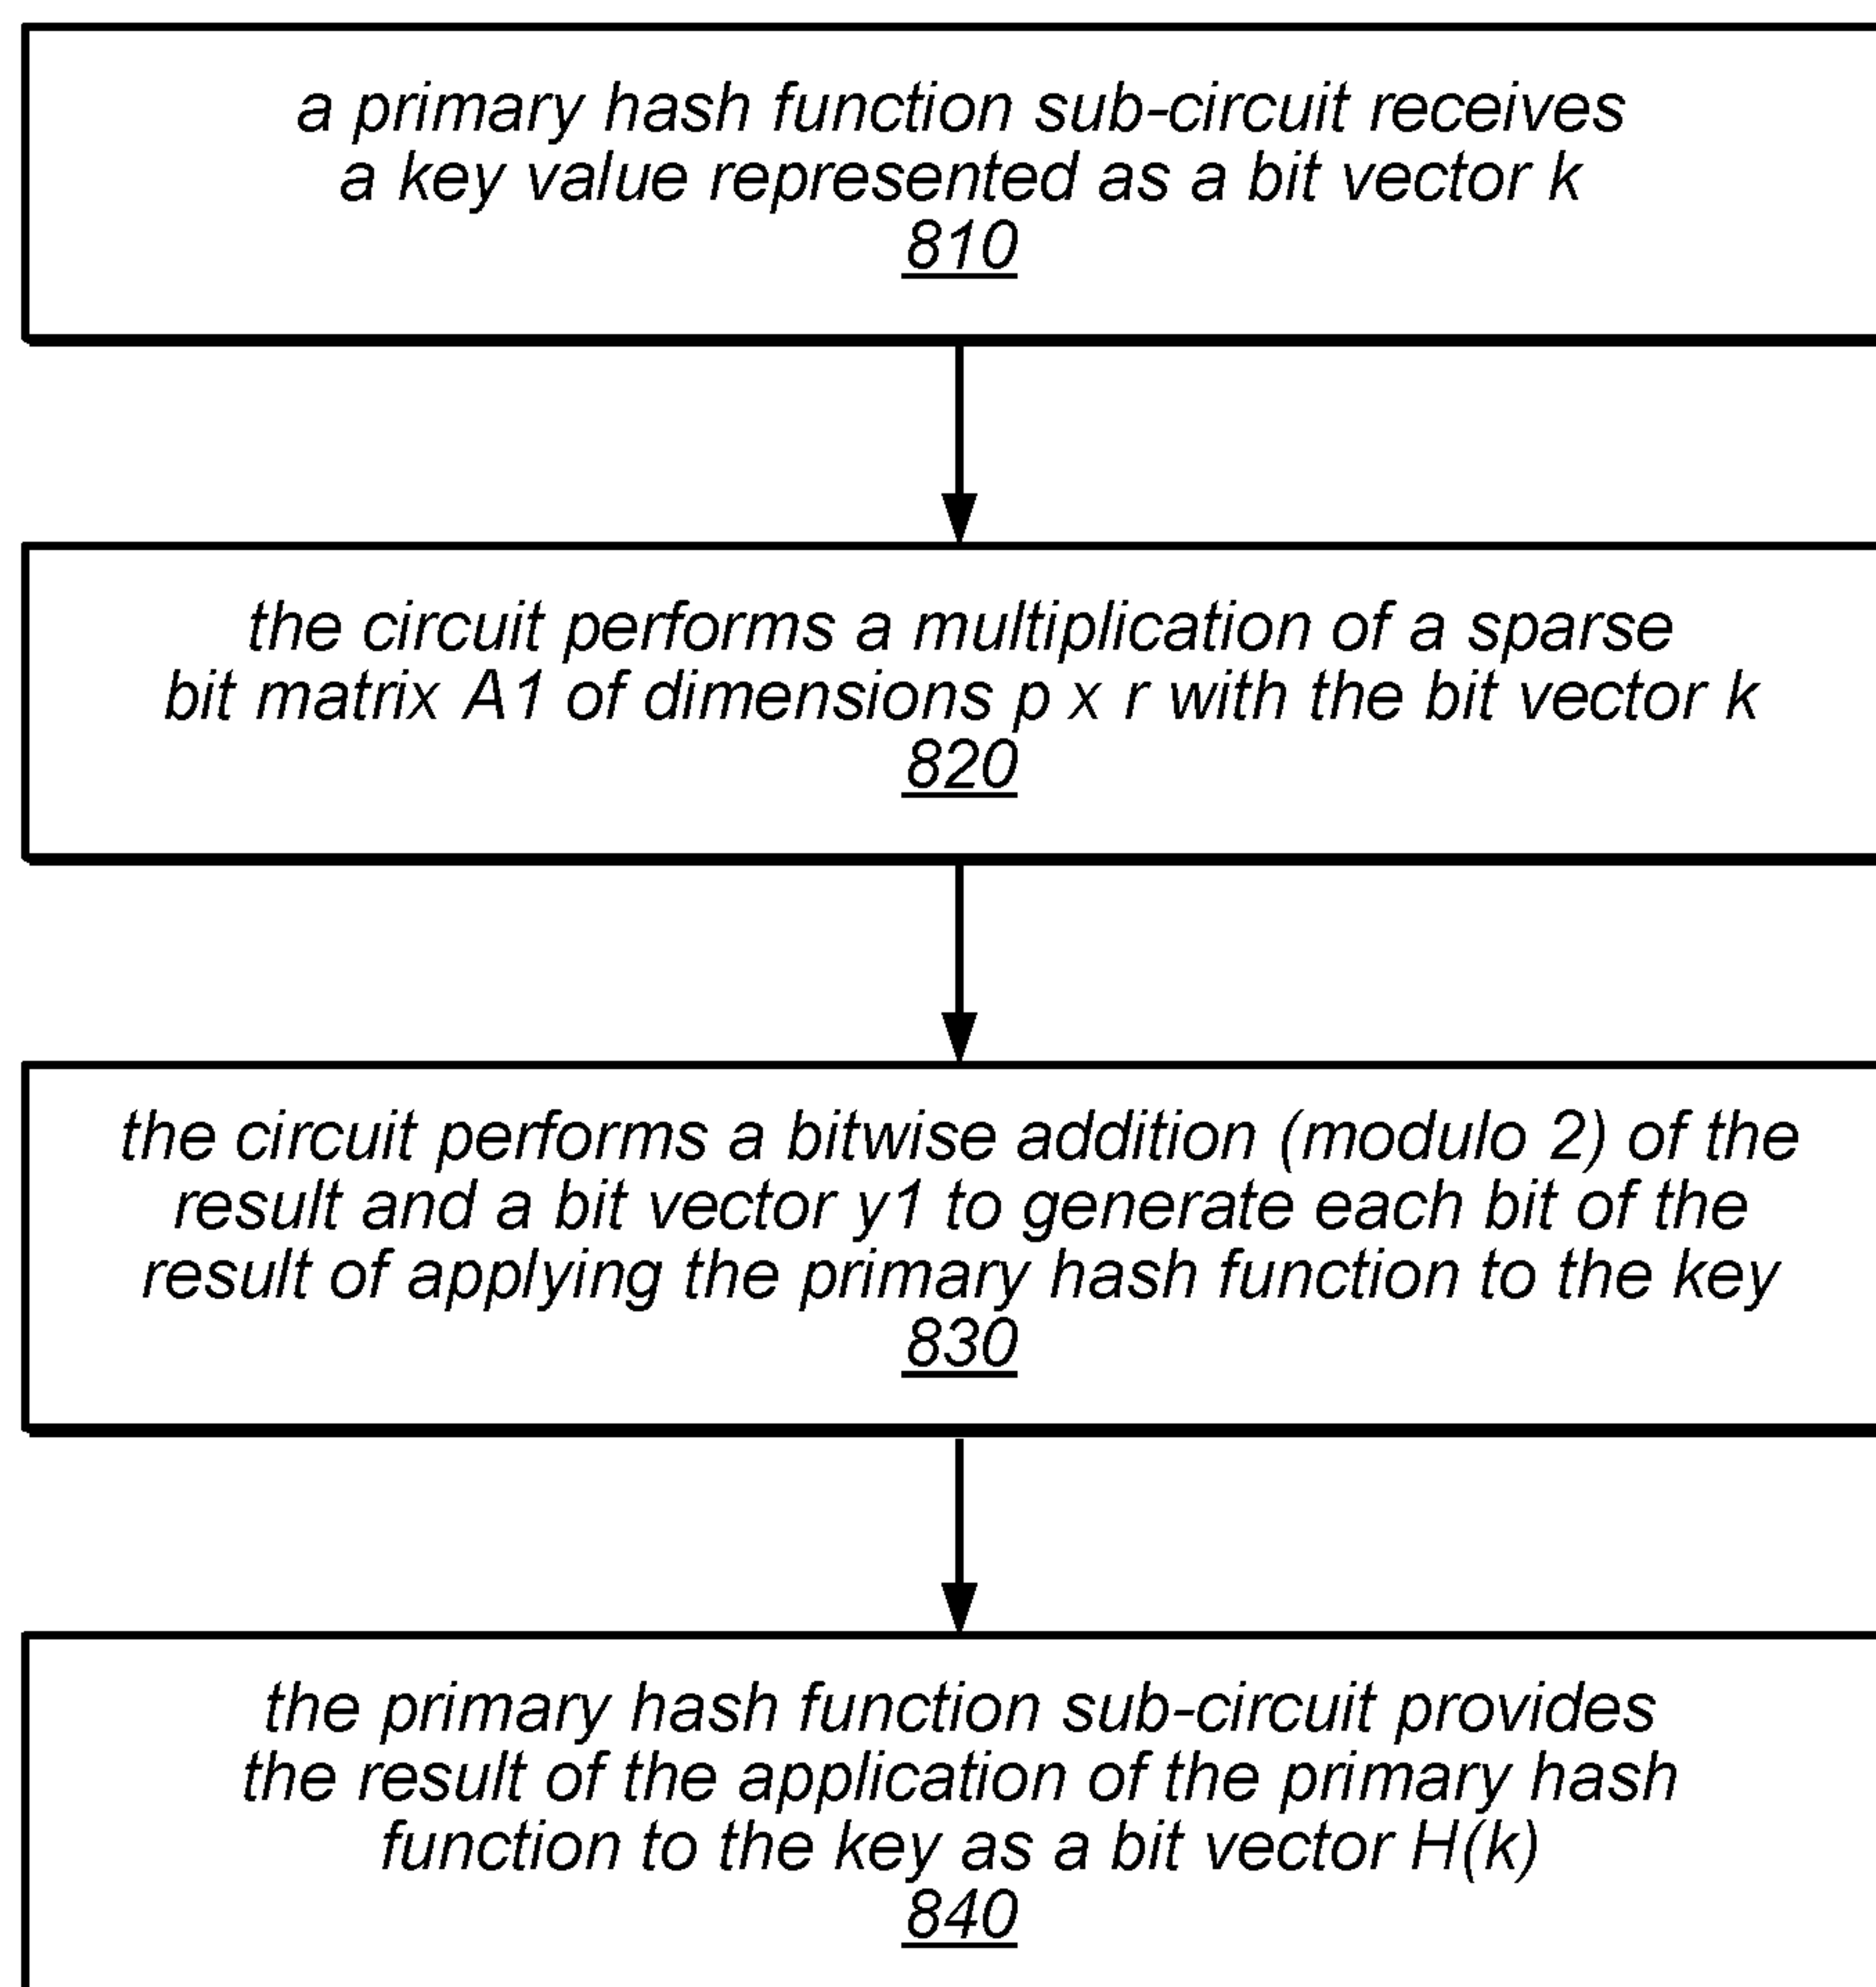 a primary hash function sub-circuit receives
a key value represented as a bit vector k
810
the circuit performs a multiplication of a sparse
bit matrix A1 of dimensions p x r with the bit vector k
820
the circuit performs a bitwise addition (modulo 2) of the
result and a bit vector y1 to generate each bit of the
result of applying the primary hash function to the key
830
the primary hash function sub-circuit provides
the result of the application of the primary hash
function to the key as a bit vector H(k)
840